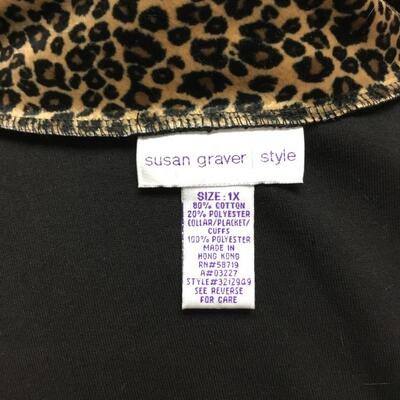 susan graver style
SIZE: 1X
80% COTTON
20% POLYESTER
COLLAR/PLACKET/
CUFFS
100% POLYESTER
MADE IN
HONG KONG
RN#58719
A#03227
STYLE#32129G9
SEE REVERSE
FOR CARE